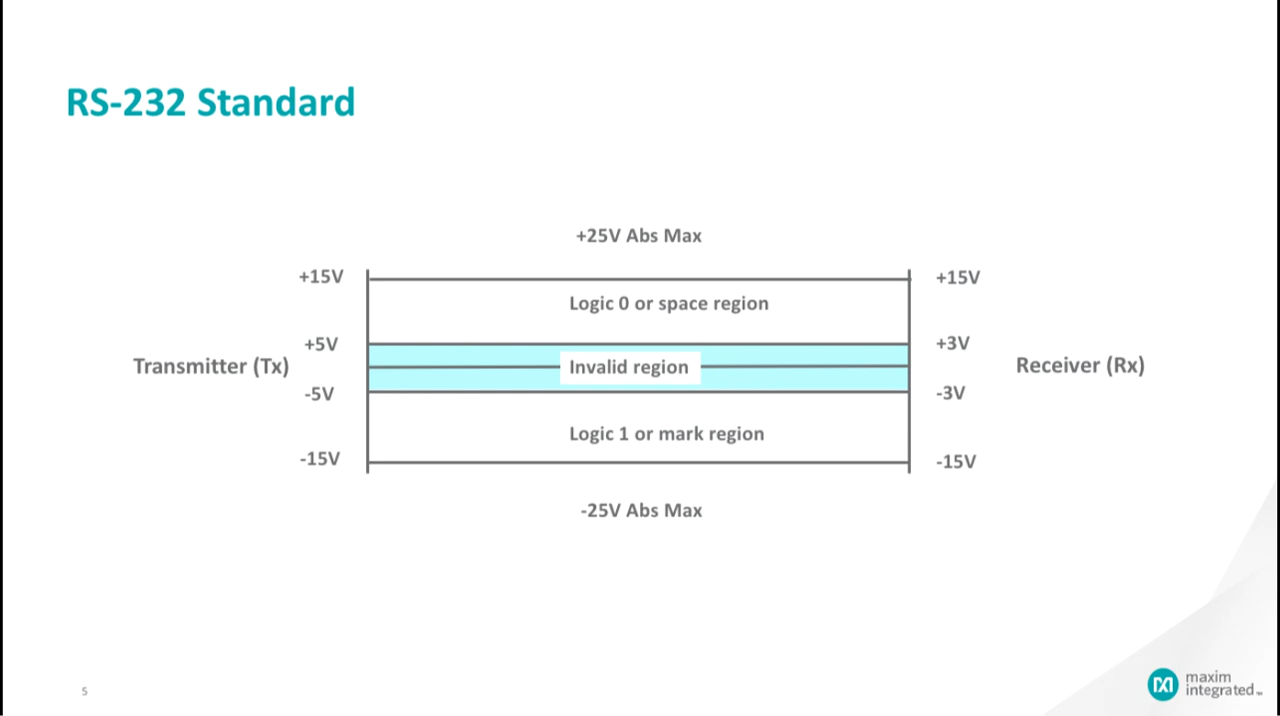 RS-232 Standard
+25V Abs Max
+15V
+15V
Logic 0 or space region
+5V
+3V
Transmitter (Tx)
Invalid region
Receiver (Rx)
-5V
-3V
Logic 1 or mark region
-15V
-15V
-25V Abs Max
5
maxim
integrated™